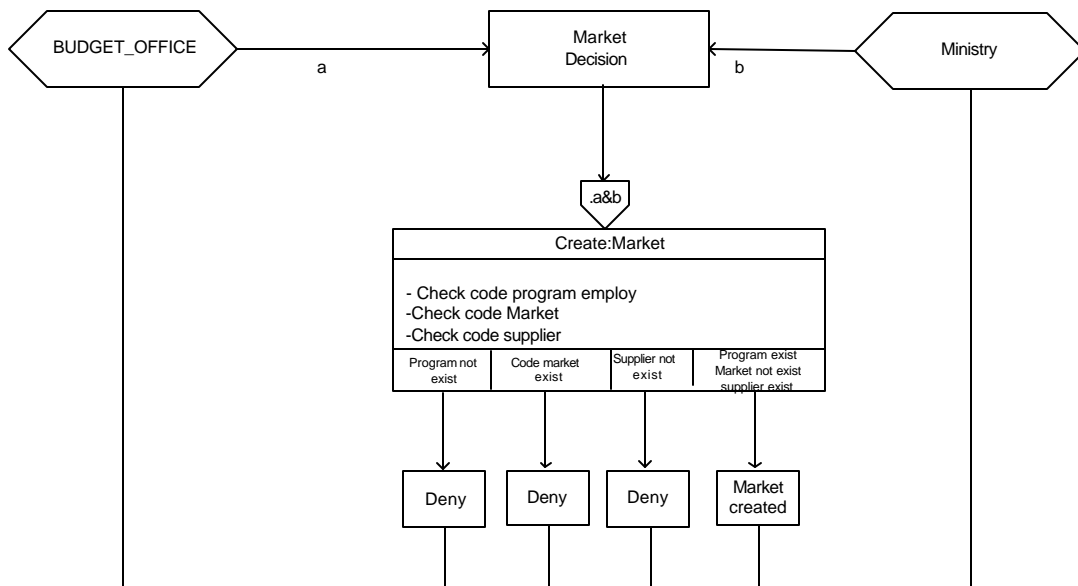 BUDGET_OFFICE
a
Market
Decision
b
Ministry
.a&b
Create:Market
- Check code program employ
-Check code Market
-Check code supplier
Program not
exist
Code market
exist
Supplier not
exist
Program exist
Market not exist
supplier exist
Deny
Deny
Deny
Market
created